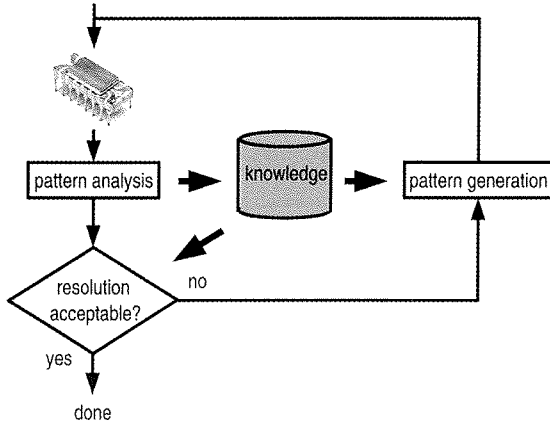 pattern analysis
knowledge
pattern generation
resolution
acceptable?
no
yes
done